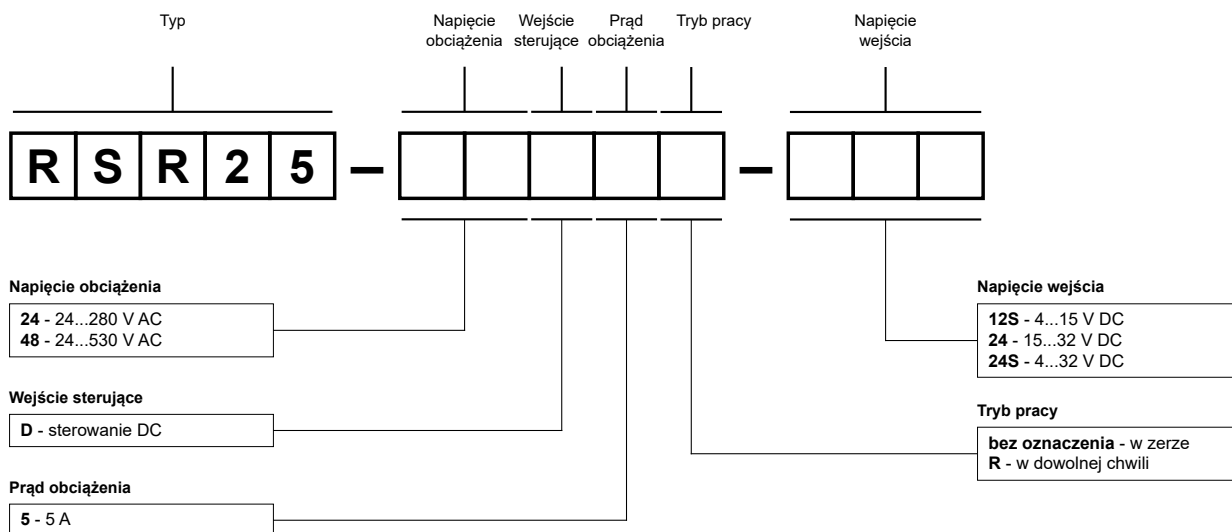 Typ
Napięcie
obciążenia
Wejście
sterujące
Prąd
obciążenia
Tryb pracy
Napięcie
wejścia
R S R 2 5 – –
Napięcie obciążenia
24 - 24...280 V AC
48 - 24...530 V AC
Wejście sterujące
D - sterowanie DC
Prąd obciążenia
5 - 5 A
Napięcie wejścia
12S - 4...15 V DC
24 - 15...32 V DC
24S - 4...32 V DC
Tryb pracy
bez oznaczenia - w zerze
R - w dowolnej chwili